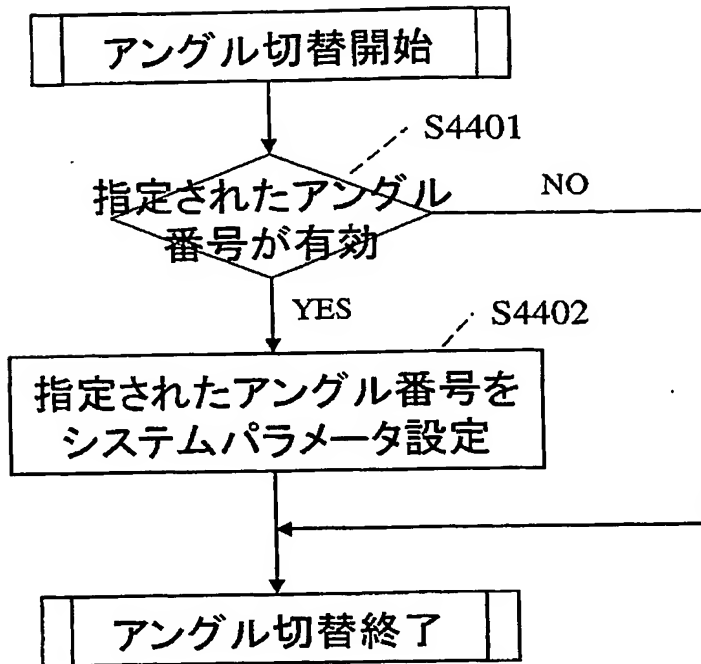 アングル切替開始
S4401
指定されたアングル
番号が有効
NO
YES
S4402
指定されたアングル番号を
システムパラメータ設定
アングル切替終了